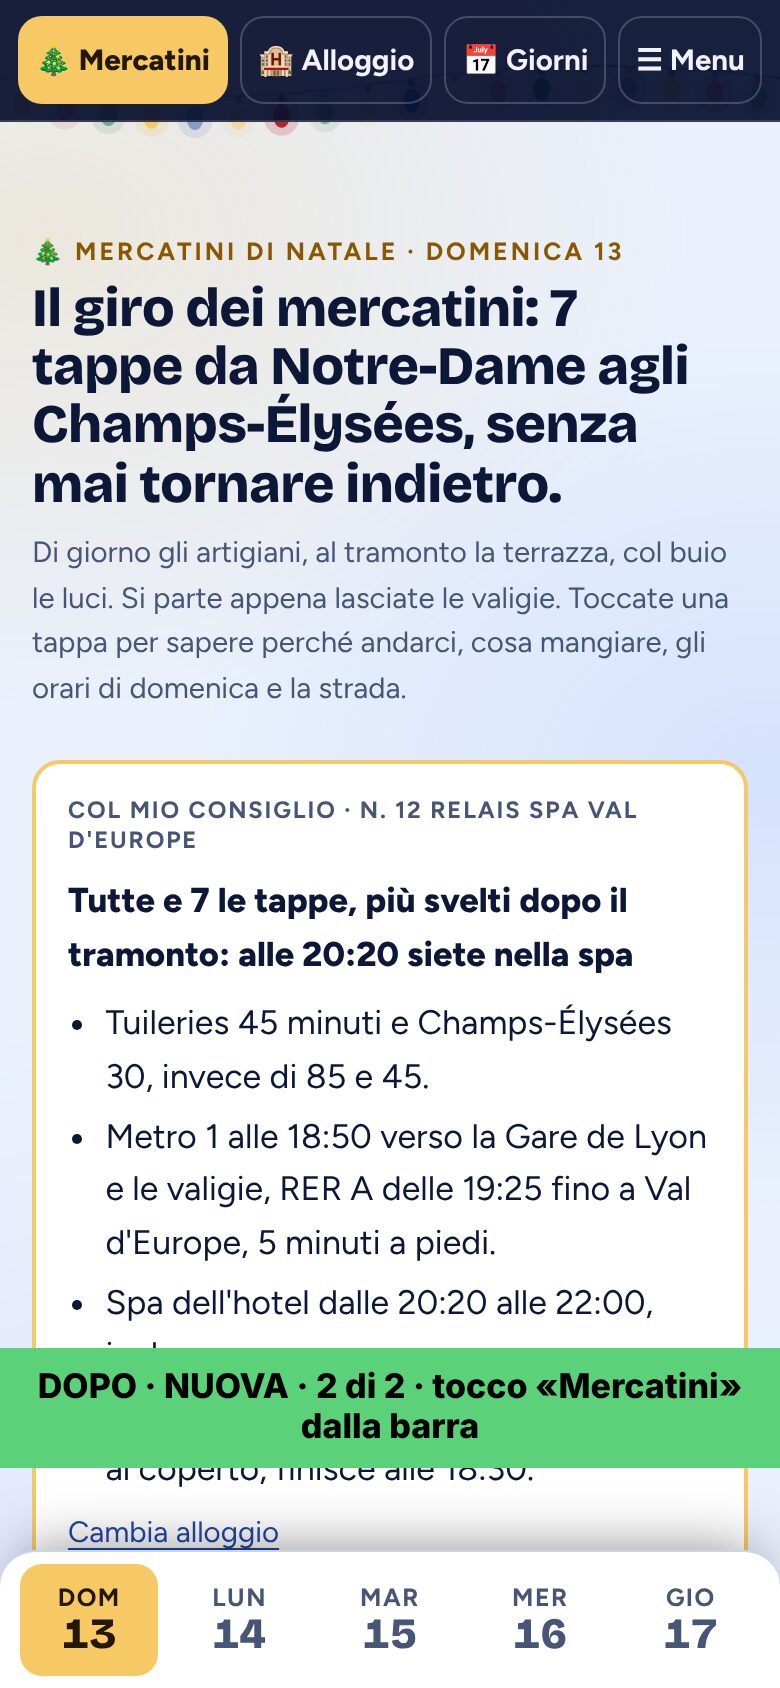 🎄 Mercatini
🏨 Alloggio
📅 Giorni
☰ Menu
🎄 MERCATINI DI NATALE · DOMENICA 13
Il giro dei mercatini: 7
tappe da Notre-Dame agli
Champs-Élysées, senza
mai tornare indietro.
Di giorno gli artigiani, al tramonto la terrazza, col buio
le luci. Si parte appena lasciate le valigie. Toccate una
tappa per sapere perché andarci, cosa mangiare, gli
orari di domenica e la strada.
COL MIO CONSIGLIO · N. 12 RELAIS SPA VAL
D'EUROPE
Tutte e 7 le tappe, più svelti dopo il
tramonto: alle 20:20 siete nella spa
• Tuileries 45 minuti e Champs-Élysées
30, invece di 85 e 45.
• Metro 1 alle 18:50 verso la Gare de Lyon
e le valigie, RER A delle 19:25 fino a Val
d'Europe, 5 minuti a piedi.
• Spa dell'hotel dalle 20:20 alle 22:00,
DOPO · NUOVA · 2 di 2 · tocco «Mercatini»
dalla barra
al coperto, finisce alle 18:30.
Cambia alloggio
DOM
13
LUN
14
MAR
15
MER
16
GIO
17